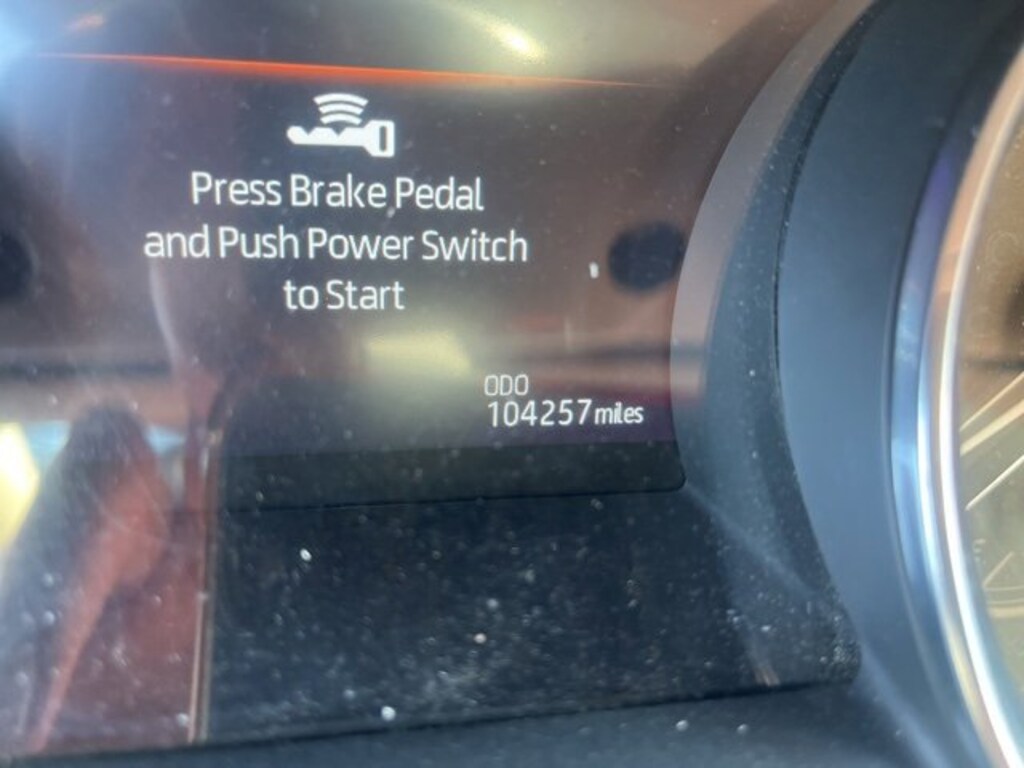 Press Brake Pedal
and Push Power Switch
to Start
ODO
104257 miles